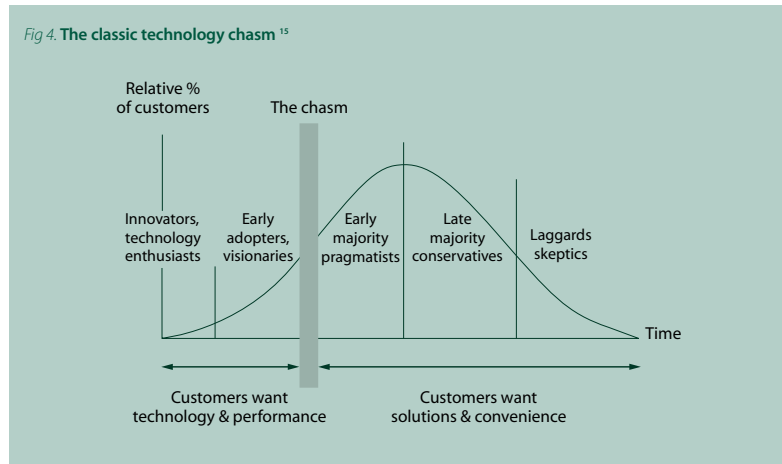 Fig 4. The classic technology chasm 15
Relative %
of customers
The chasm
Innovators,
technology
enthusiasts
Early
adopters,
visionaries
Early
majority
pragmatists
Late
majority
conservatives
Laggards
skeptics
Time
Customers want
technology & performance
Customers want
solutions & convenience